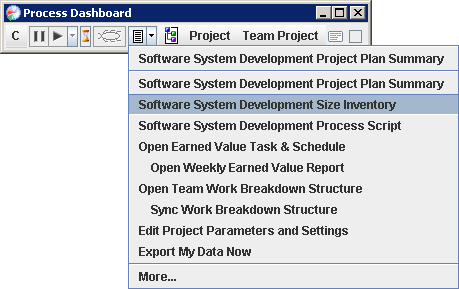 Process Dashboard
C Project Team Project
Software System Development Project Plan Summary
Software System Development Project Plan Summary
Software System Development Size Inventory
Software System Development Process Script
Open Earned Value Task & Schedule
Open Weekly Earned Value Report
Open Team Work Breakdown Structure
Sync Work Breakdown Structure
Edit Project Parameters and Settings
Export My Data Now
More...